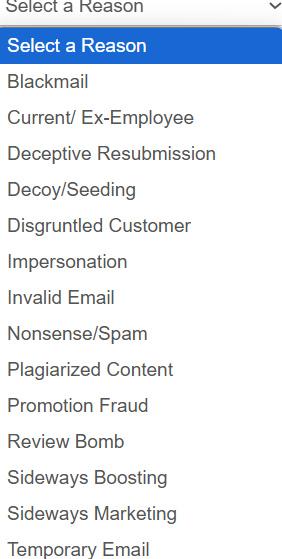 Select a Reason
Select a Reason
Blackmail
Current/ Ex-Employee
Deceptive Resubmission
Decoy/Seeding
Disgruntled Customer
Impersonation
Invalid Email
Nonsense/Spam
Plagiarized Content
Promotion Fraud
Review Bomb
Sideways Boosting
Sideways Marketing
Temporary Email